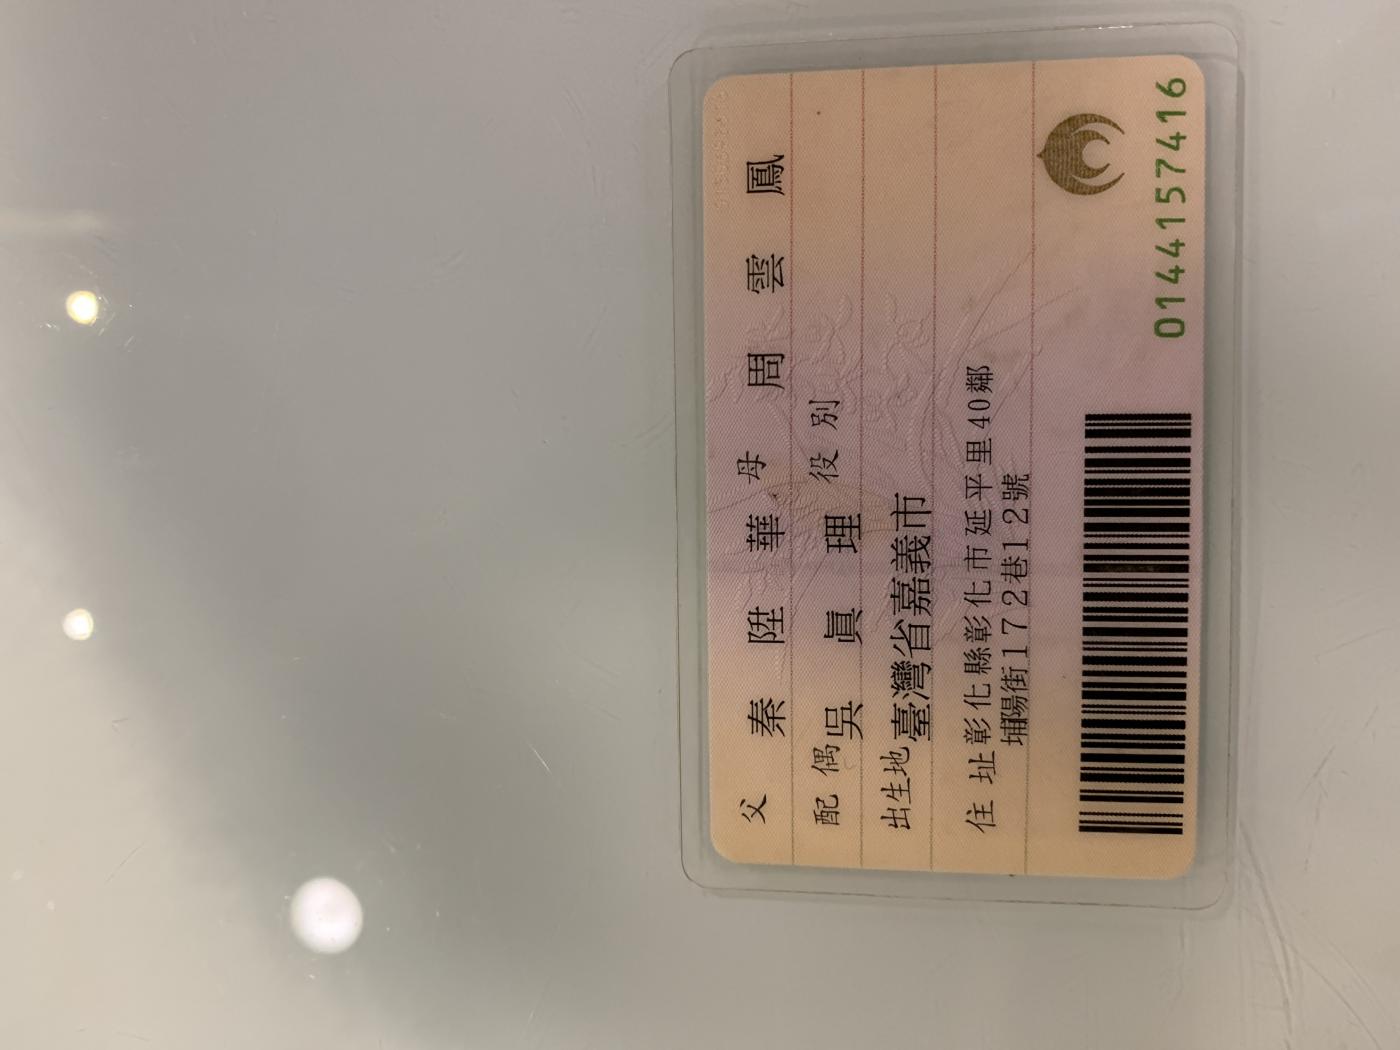 父 秦陞華 母 周雲鳳
配偶 吳眞理 役別
出生地 臺灣省嘉義市
住址 彰化縣彰化市延平里40鄰
埔陽街172巷12號
0144157416